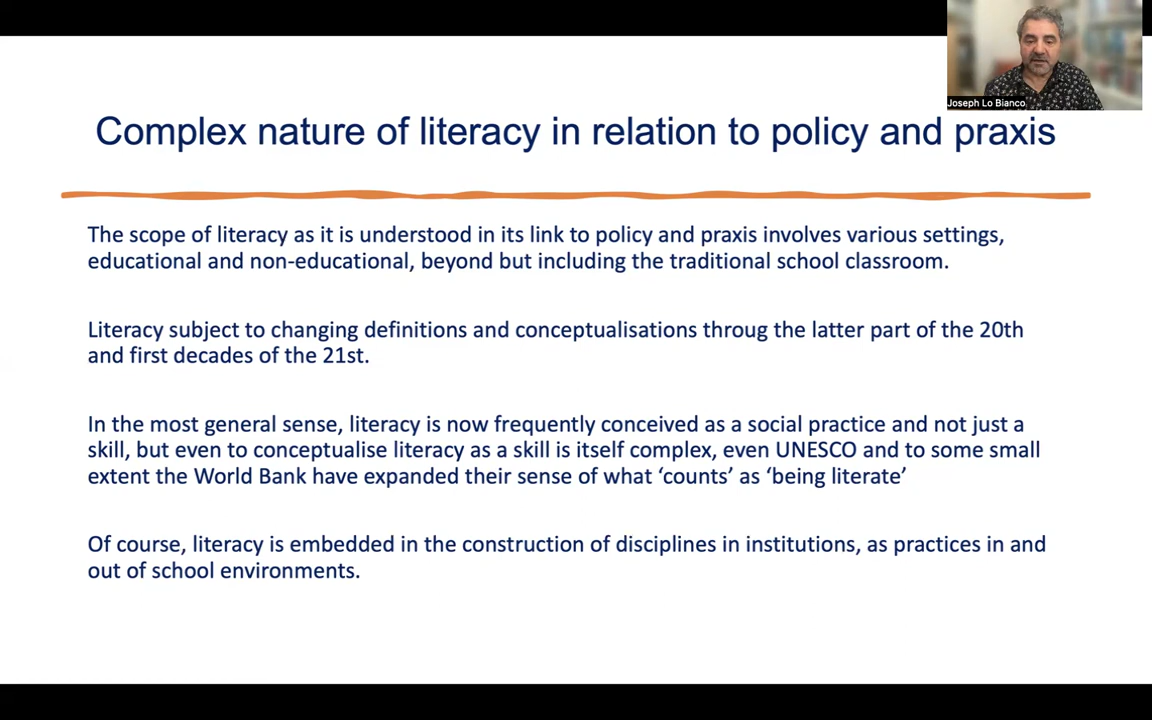 Joseph Lo Bianco
Complex nature of literacy in relation to policy and praxis
The scope of literacy as it is understood in its link to policy and praxis involves various settings,
educational and non-educational, beyond but including the traditional school classroom.
Literacy subject to changing definitions and conceptualisations throug the latter part of the 20th
and first decades of the 21st.
In the most general sense, literacy is now frequently conceived as a social practice and not just a
skill, but even to conceptualise literacy as a skill is itself complex, even UNESCO and to some small
extent the World Bank have expanded their sense of what ‘counts’ as ‘being literate’
Of course, literacy is embedded in the construction of disciplines in institutions, as practices in and
out of school environments.